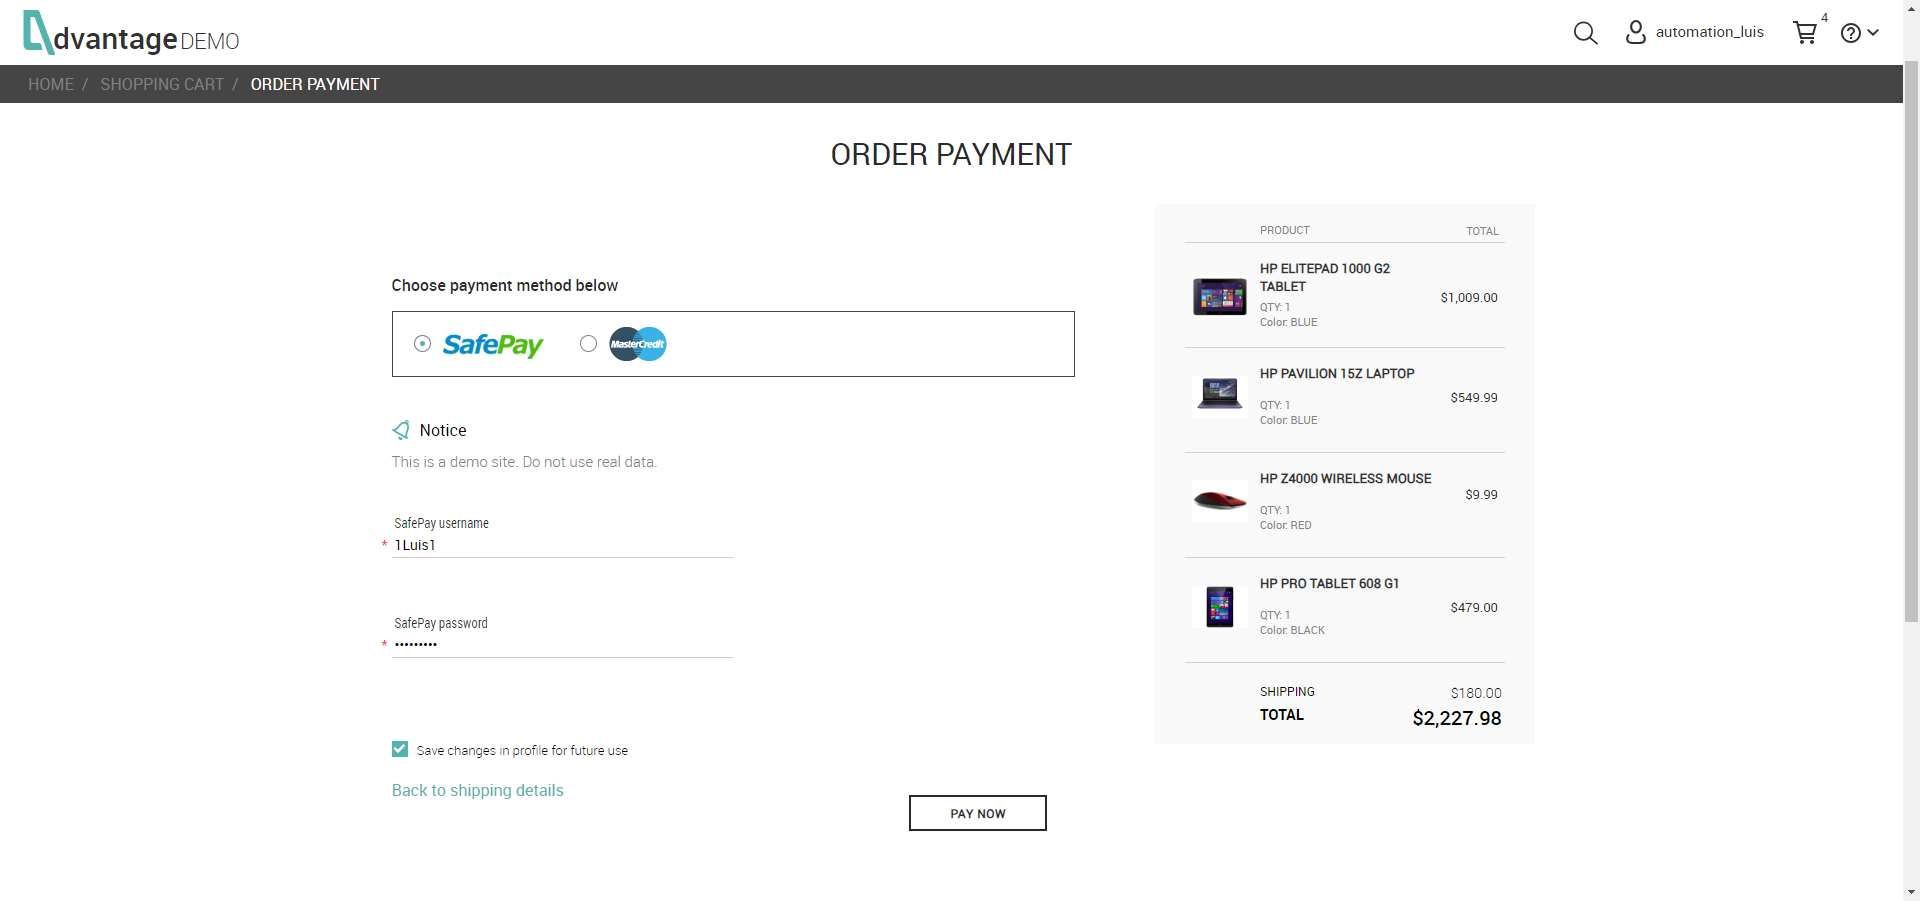 dvantage DEMO
automation_luis
4
HOME / SHOPPING CART / ORDER PAYMENT
ORDER PAYMENT
Choose payment method below
SafePay
MasterCredit
Notice
This is a demo site. Do not use real data.
SafePay username
* 1Luis1
SafePay password
* •••••••••
Save changes in profile for future use
Back to shipping details
PAY NOW
PRODUCT TOTAL
HP ELITEPAD 1000 G2
TABLET
$1,009.00
QTY: 1
Color: BLUE
HP PAVILION 15Z LAPTOP
$549.99
QTY: 1
Color: BLUE
HP Z4000 WIRELESS MOUSE
$9.99
QTY: 1
Color: RED
HP PRO TABLET 608 G1
$479.00
QTY: 1
Color: BLACK
SHIPPING $180.00
TOTAL $2,227.98